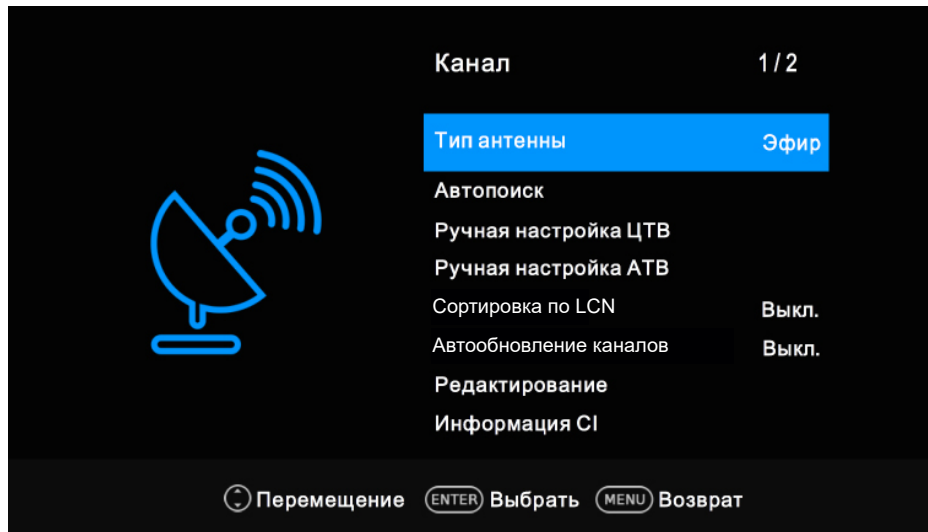 Канал 1 / 2
Тип антенны Эфир
Автопоиск
Ручная настройка ЦТВ
Ручная настройка АТВ
Сортировка по LCN Выкл.
Автообновление каналов Выкл.
Редактирование
Информация CI
Перемещение ENTER Выбрать MENU Возврат